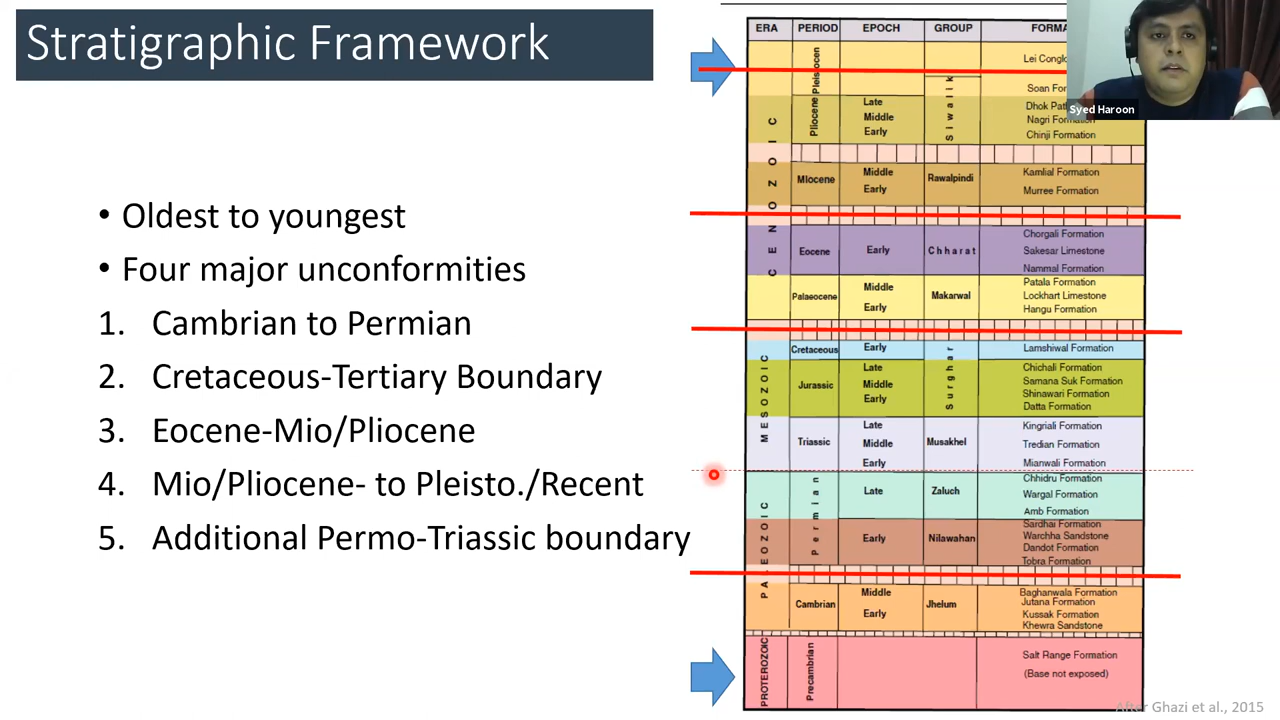 Stratigraphic Framework
• Oldest to youngest
• Four major unconformities
1. Cambrian to Permian
2. Cretaceous-Tertiary Boundary
3. Eocene-Mio/Pliocene
4. Mio/Pliocene- to Pleisto./Recent
5. Additional Permo-Triassic boundary
ERA PERIOD EPOCH GROUP
CENOZOIC
Pleistocen
Lei
Siwalik
Soan
Pliocene
Late
Middle
Early
Dhok
Nagri Formation
Chinji Formation
Miocene
Middle
Early
Rawalpindi
Kamlial Formation
Murree Formation
Eocene
Early
Chharat
Chorgali Formation
Sakesar Limestone
Nammal Formation
Palaeocene
Middle
Early
Makarwal
Patala Formation
Lockhart Limestone
Hangu Formation
MESOZOIC
Cretaceous
Early
Surghar
Lamshiwal Formation
Jurassic
Late
Middle
Early
Chichali Formation
Samana Suk Formation
Shinawari Formation
Datta Formation
Triassic
Late
Middle
Early
Musakhel
Kingriali Formation
Tredian Formation
Mianwali Formation
PALEOZOIC
Permian
Late
Zaluch
Chhidru Formation
Wargal Formation
Amb Formation
Early
Nilawahan
Sardhai Formation
Warchha Sandstone
Dandot Formation
Tobra Formation
Cambrian
Middle
Early
Jhelum
Baghanwala Formation
Jutana Formation
Kussak Formation
Khewra Sandstone
PROTEROZOIC
Precambrian
Salt Range Formation
(Base not exposed)
Syed Haroon
After Ghazi et al., 2015